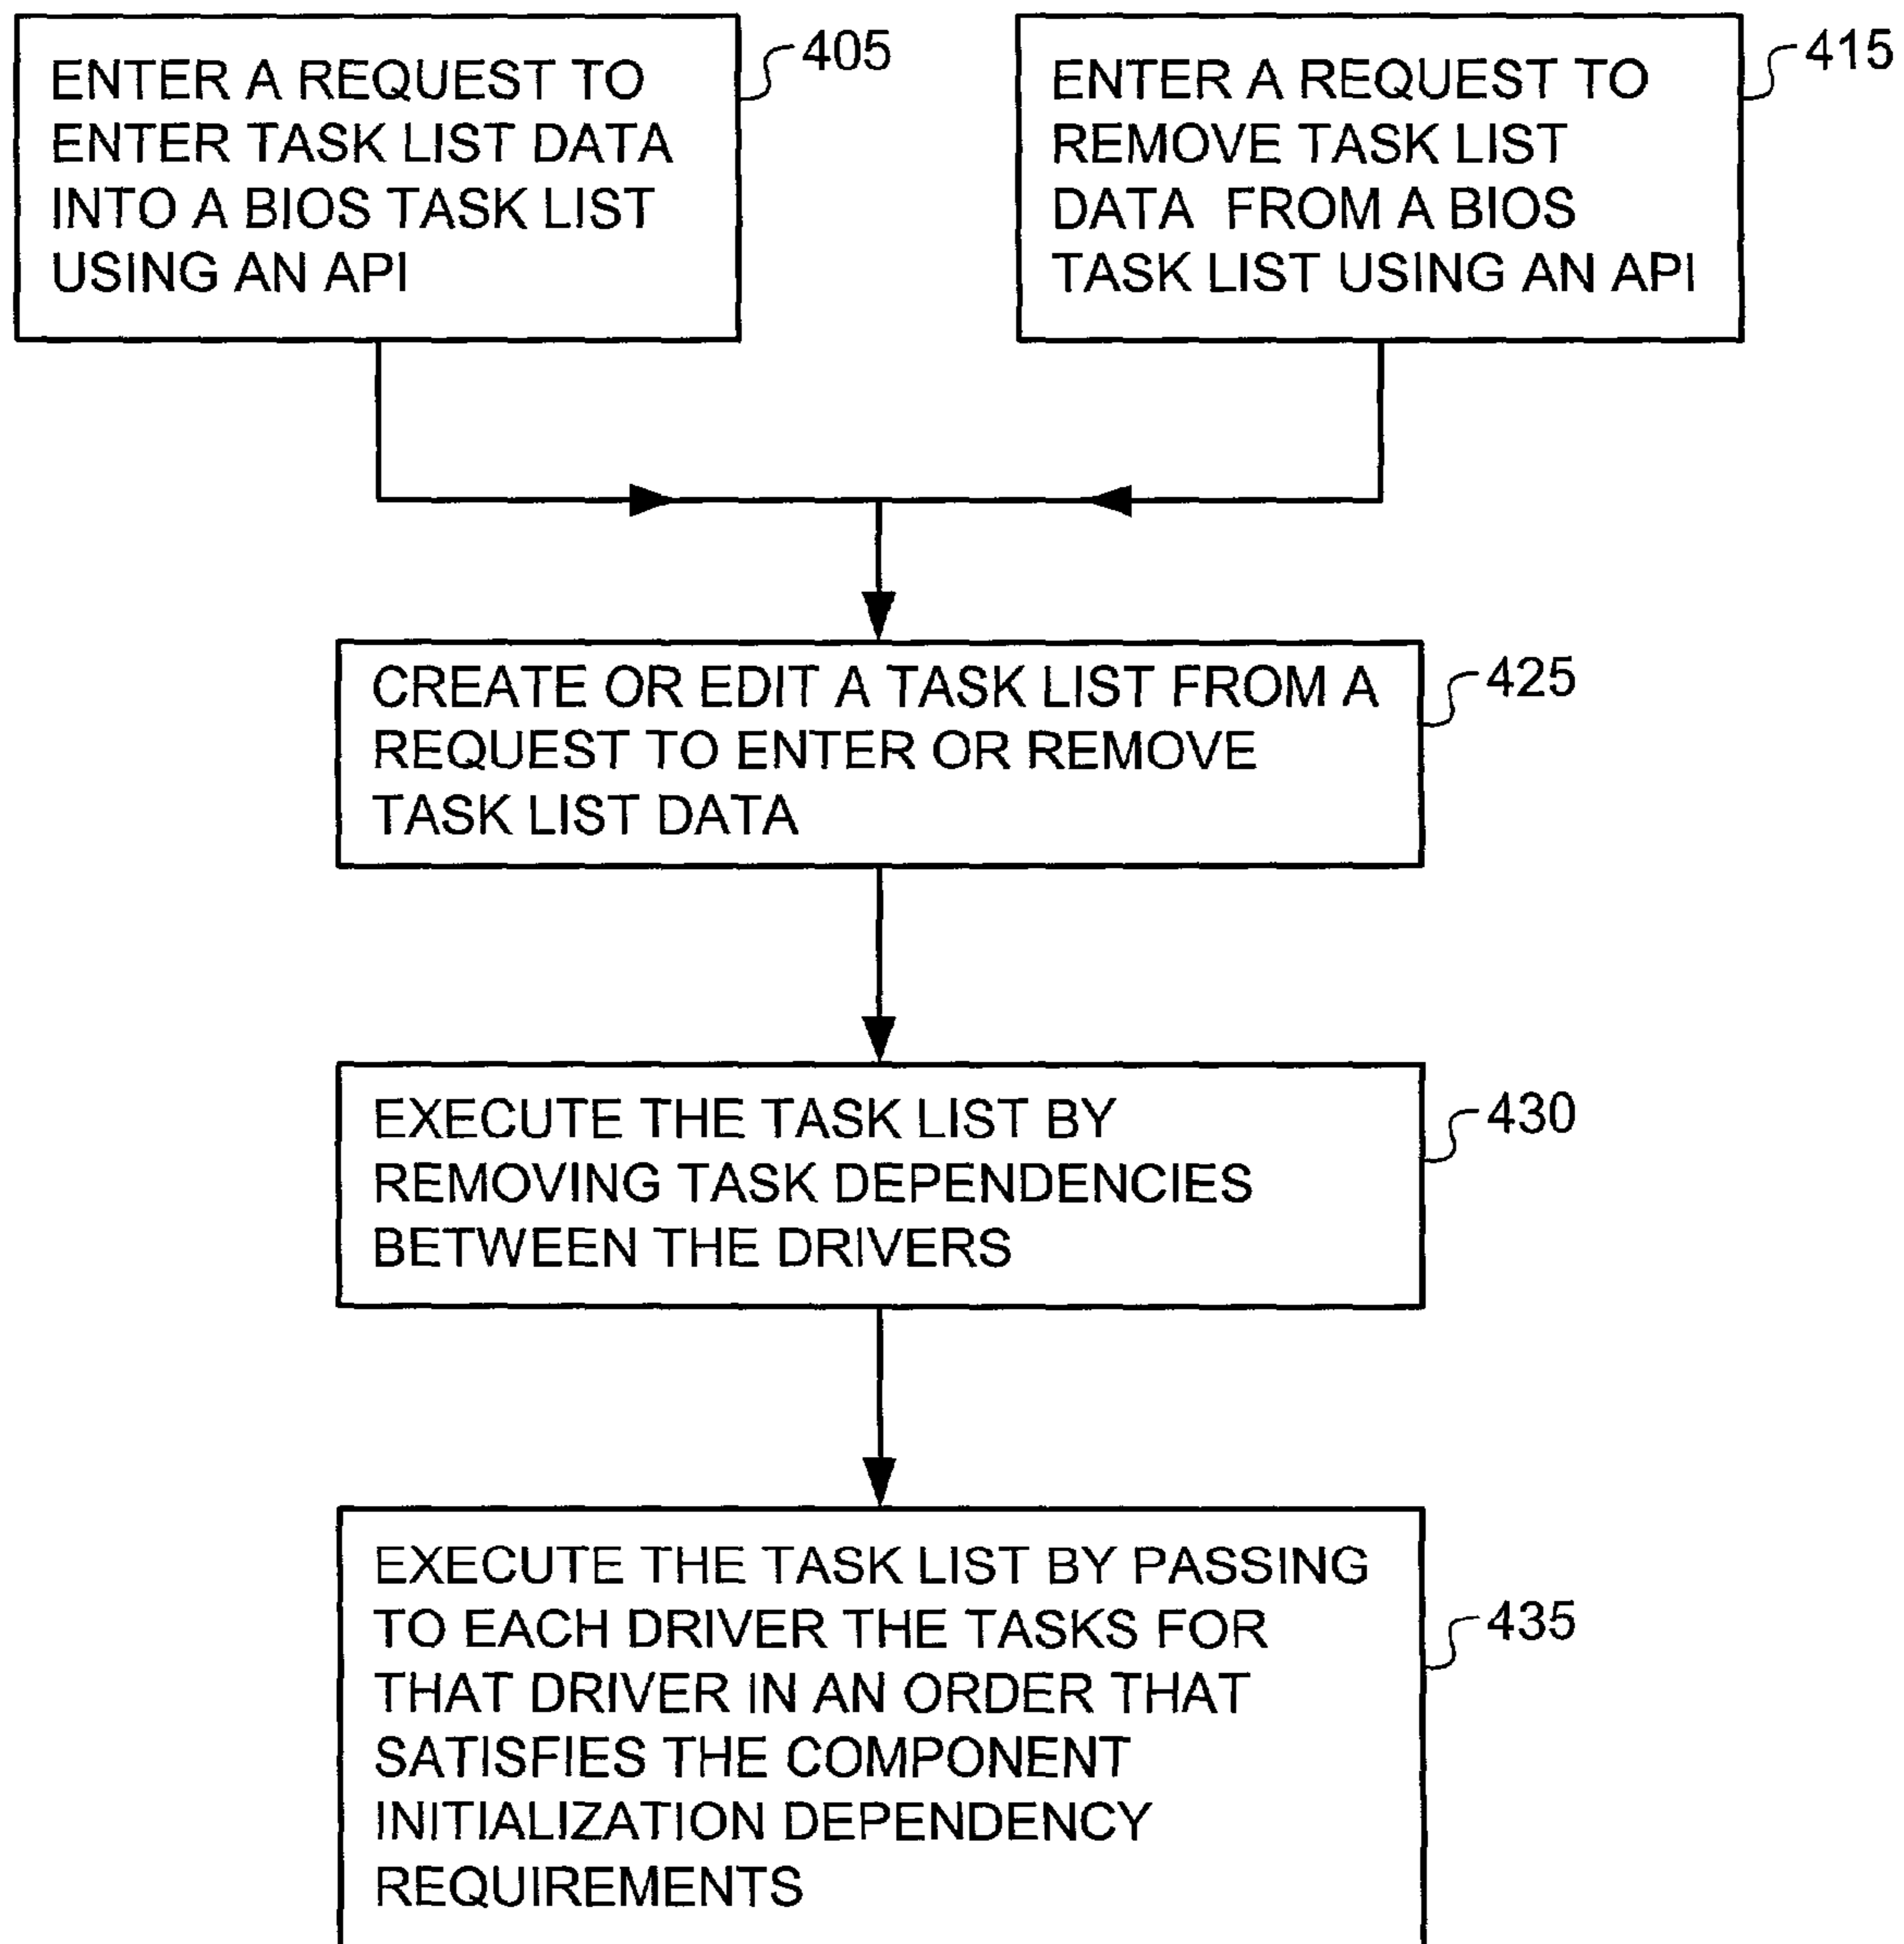 ENTER A REQUEST TO
ENTER TASK LIST DATA
INTO A BIOS TASK LIST
USING AN API
405
ENTER A REQUEST TO
REMOVE TASK LIST
DATA FROM A BIOS
TASK LIST USING AN API
415
CREATE OR EDIT A TASK LIST FROM A
REQUEST TO ENTER OR REMOVE
TASK LIST DATA
425
EXECUTE THE TASK LIST BY
REMOVING TASK DEPENDENCIES
BETWEEN THE DRIVERS
430
EXECUTE THE TASK LIST BY PASSING
TO EACH DRIVER THE TASKS FOR
THAT DRIVER IN AN ORDER THAT
SATISFIES THE COMPONENT
INITIALIZATION DEPENDENCY
REQUIREMENTS
435